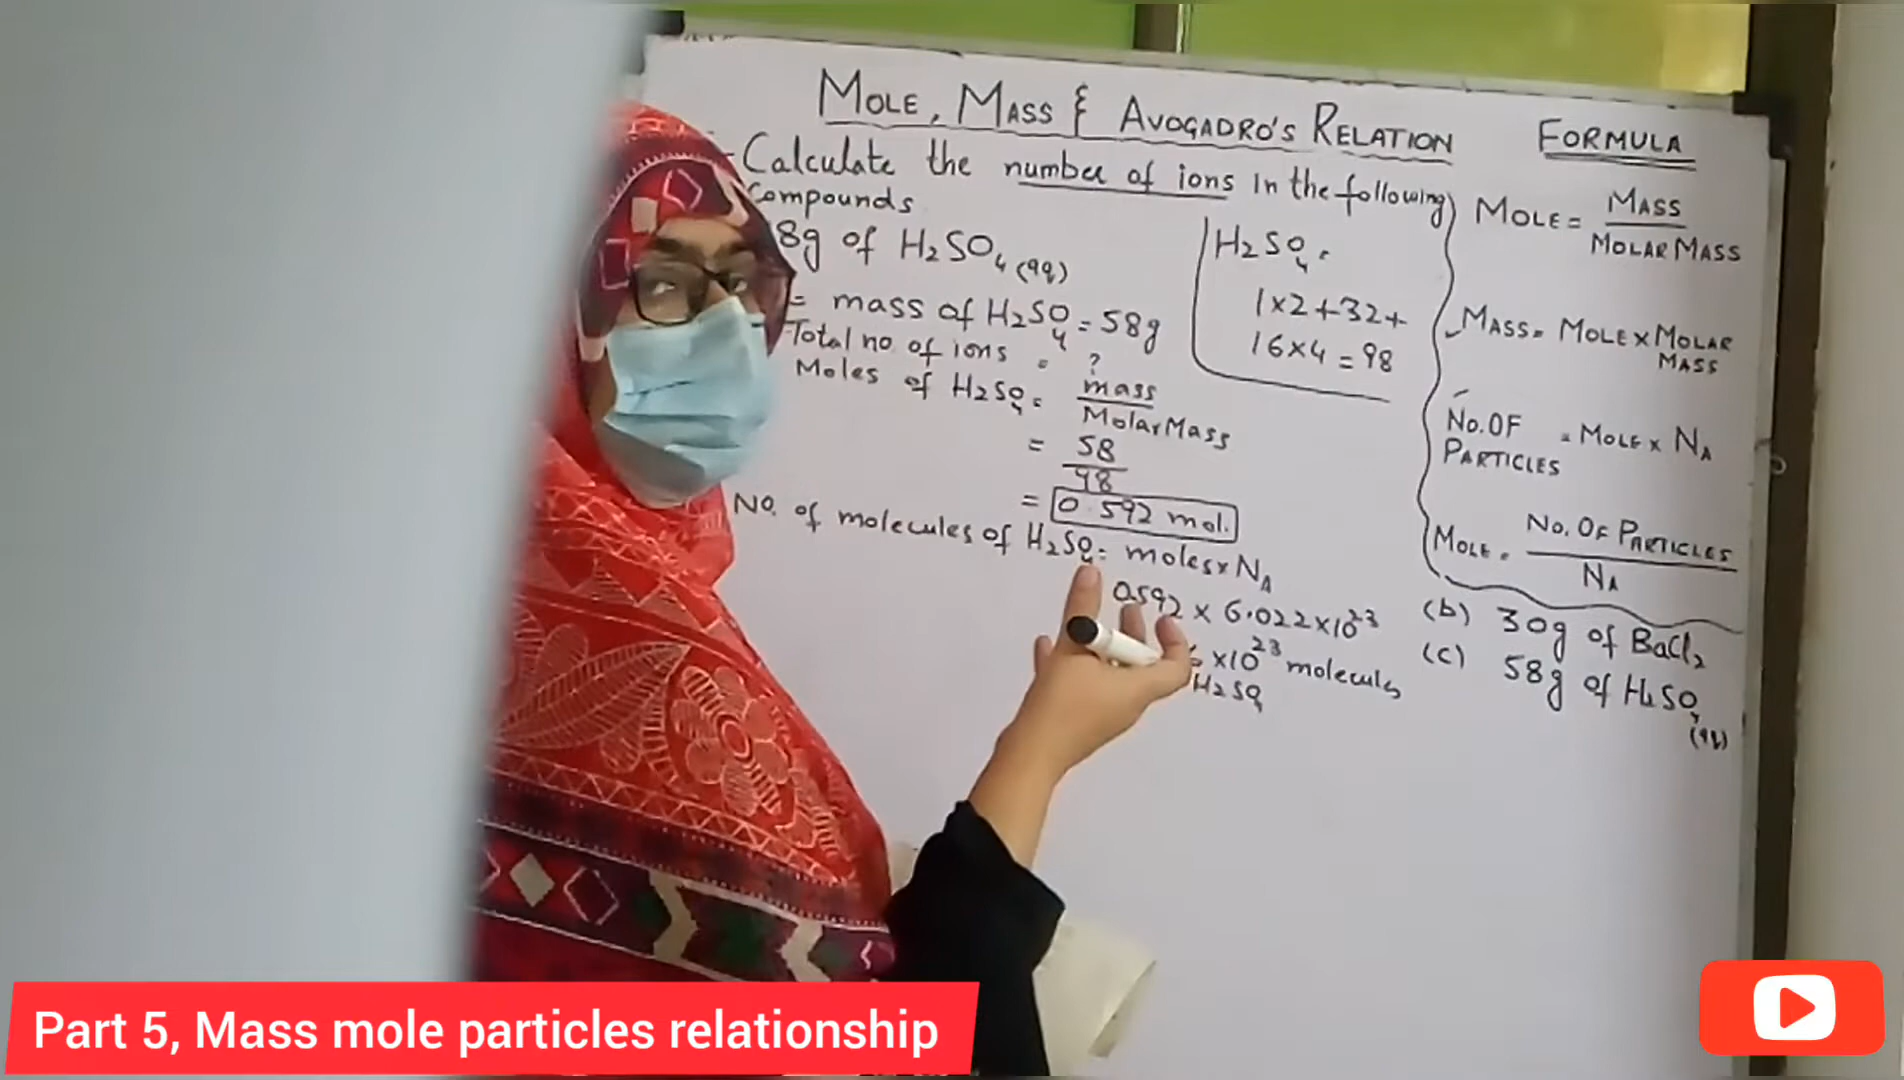 MOLE, MASS & AVOGADRO'S RELATION
Calculate the number of ions in the following
Compounds
8g of H₂SO₄(aq)
= mass of H₂SO₄ = 58g
Total no of ions = ?
Moles of H₂SO₄ = mass / Molar Mass
= 58 / 98
= 0.592 mol.
No. of molecules of H₂SO₄ = moles × NA
0.592 × 6.022×10²³
×10²³ molecules
H₂SO₄
H₂SO₄ =
1×2+32+
16×4=98
FORMULA
MOLE = MASS / MOLAR MASS
MASS = MOLE × MOLAR
MASS
No. OF PARTICLES = MOLE × NA
MOLE = No. OF PARTICLES / NA
(b) 30g of BaCl₂
(c) 58g of H₂SO₄
(aq)
Part 5, Mass mole particles relationship